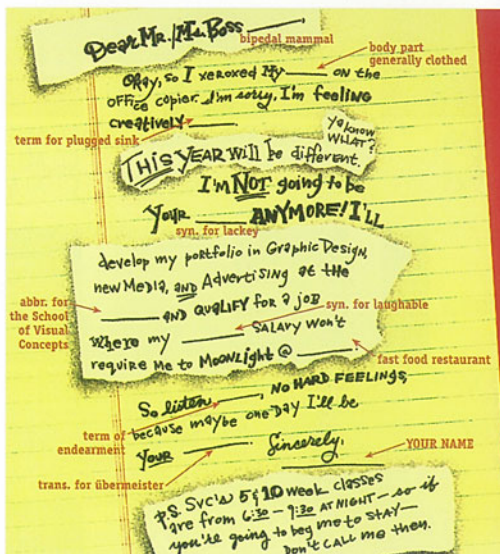 Dear Mr./Ms. Boss
bipedal mammal
body part
generally clothed
Okay, so I xeroxed my ____ on the
office copier. I'm sorry, I'm feeling
creatively ____.
term for plugged sink
ya know
WHAT?
THIS YEAR will be different.
I'm NOT going to be
YOUR ____ ANYMORE! I'LL
syn. for lackey
develop my portfolio in Graphic Design,
new Media, AND Advertising at the
____ AND QUALIFY for a job
abbr. for
the School
of Visual
Concepts
syn. for laughable
where my ____ SALARY won't
require me to MOONLight @ ____.
fast food restaurant
So listen ____, NO HARD FEELINGS,
because maybe one day I'll be
term of
endearment
YOUR ____. Sincerely,
YOUR NAME
trans. for übermeister
P.S. SVC's 5 & 10 week classes
are from 6:30 - 9:30 AT NIGHT — so if
you're going to beg me to STAY—
Don't CALL me then.